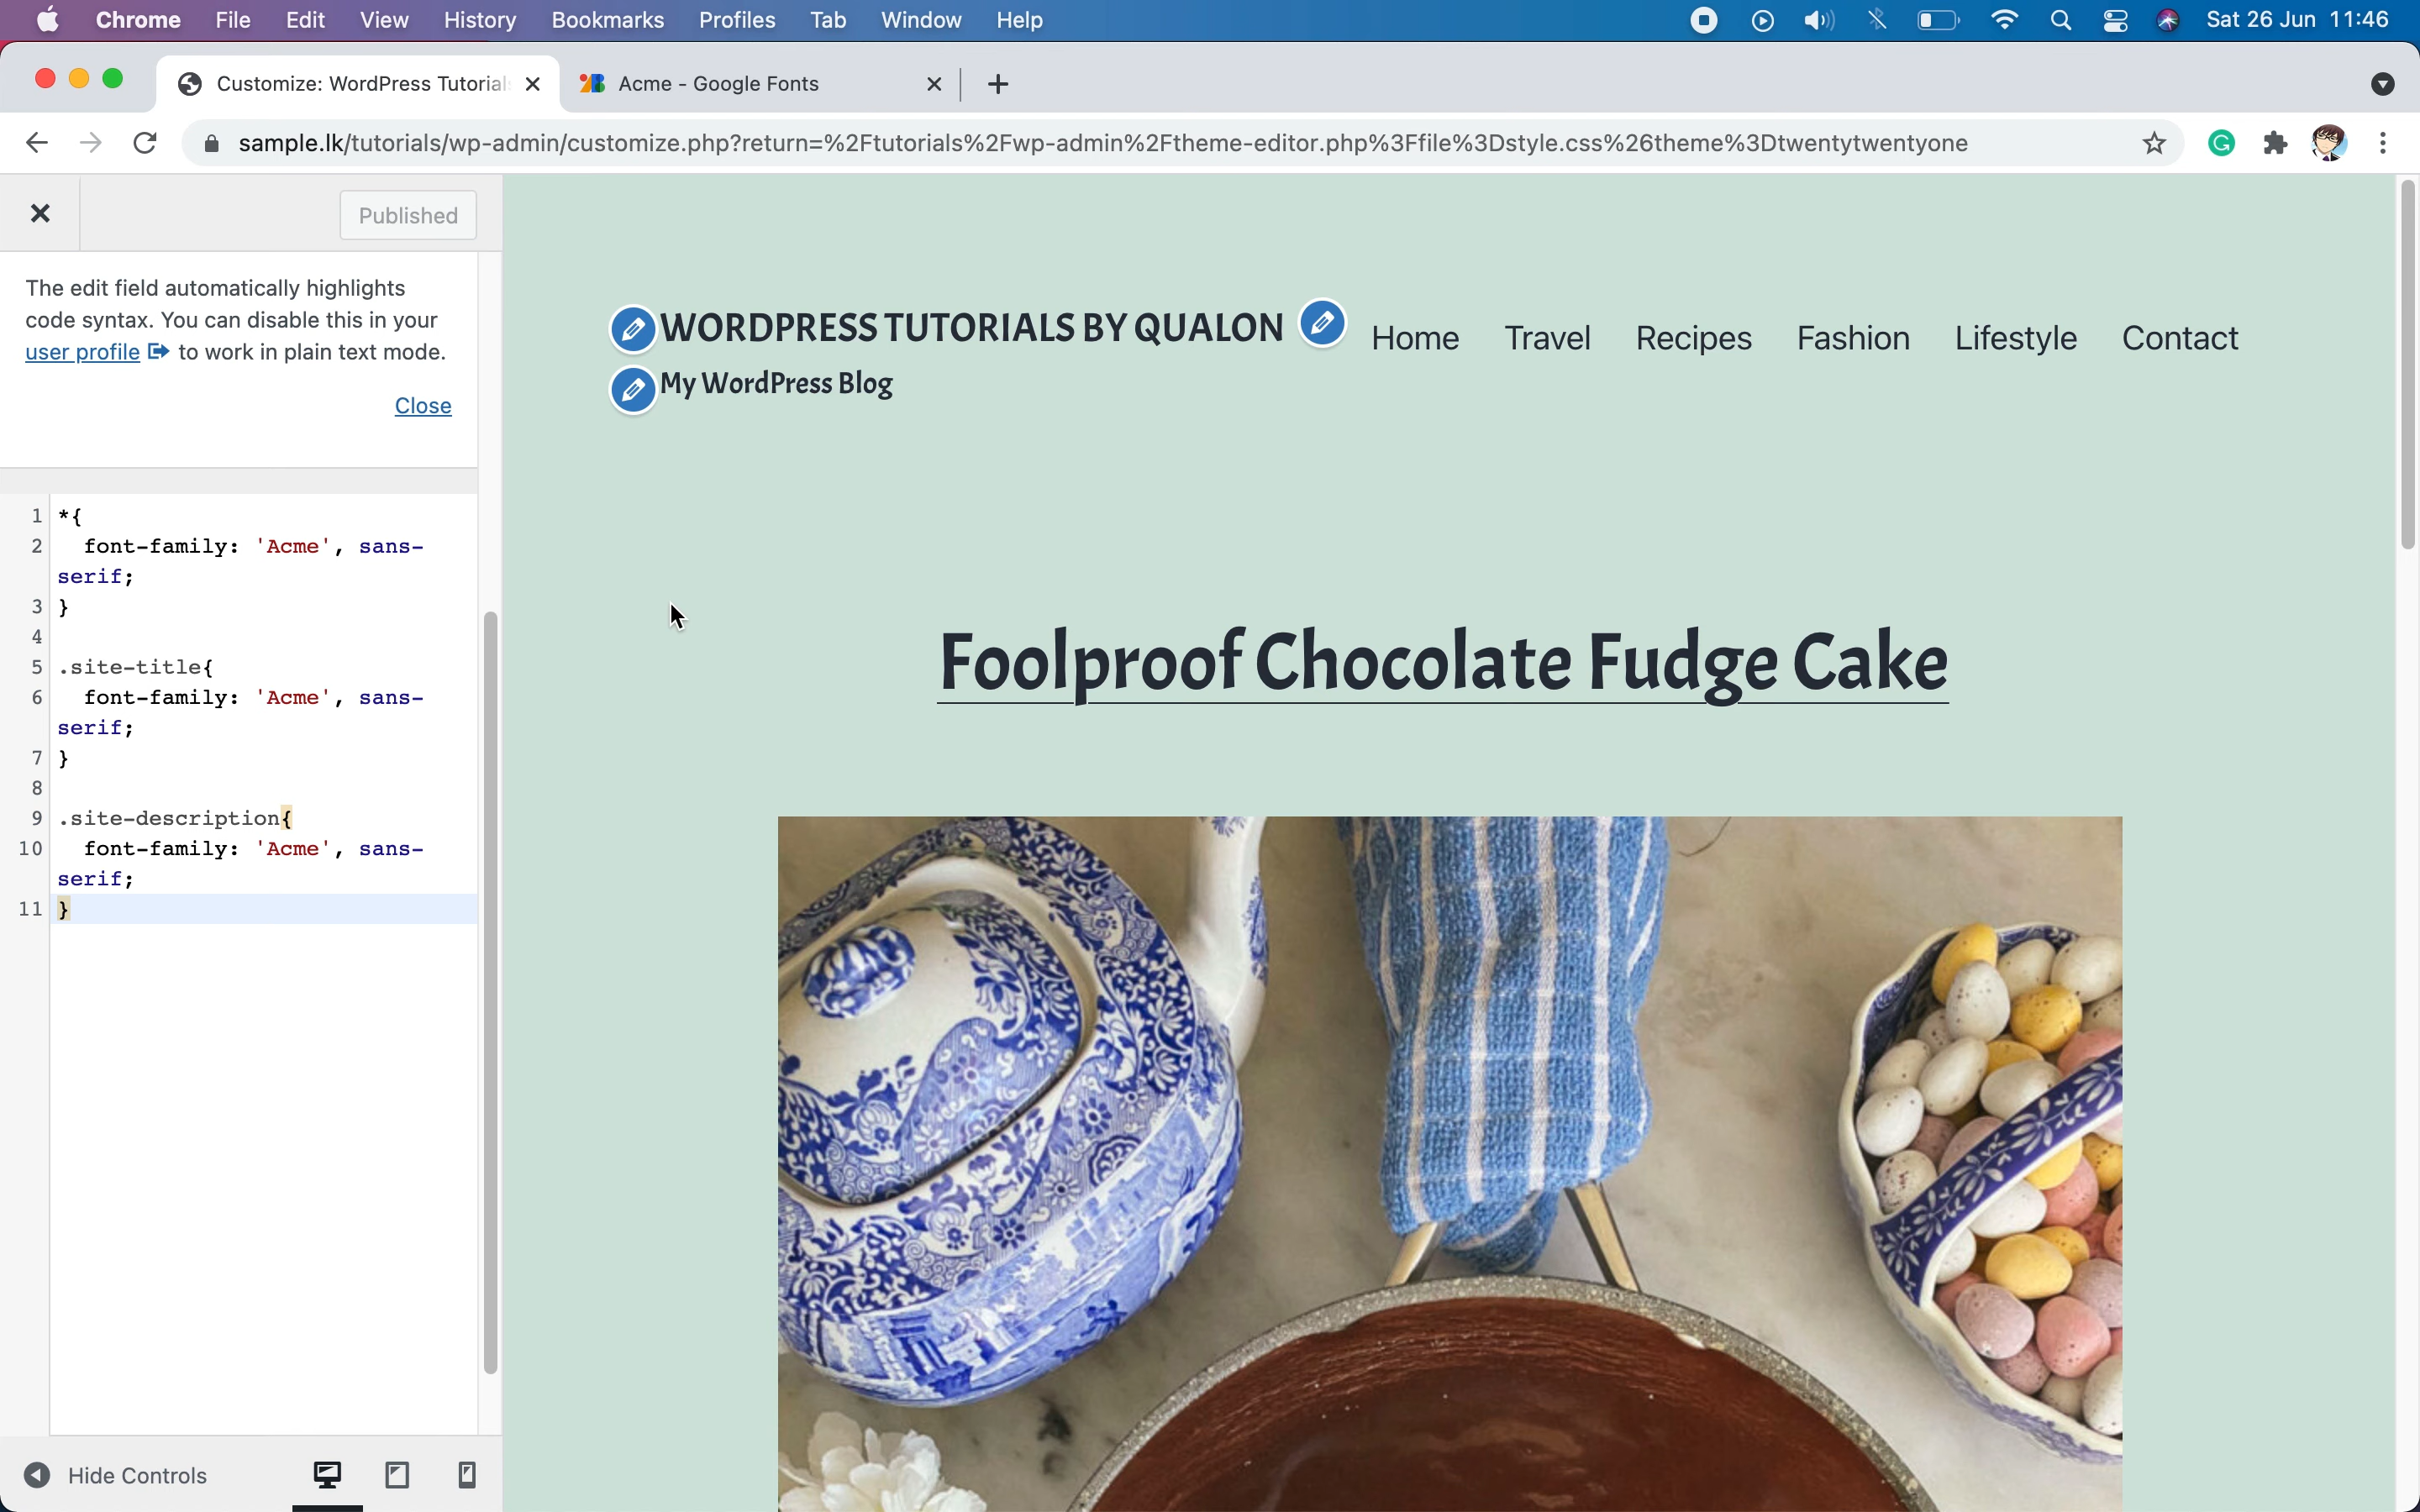 Chrome File Edit View History Bookmarks Profiles Tab Window Help Sat 26 Jun 11:46
Customize: WordPress Tutorials Acme - Google Fonts
sample.lk/tutorials/wp-admin/customize.php?return=%2Ftutorials%2Fwp-admin%2Ftheme-editor.php%3Ffile%3Dstyle.css%26theme%3Dtwentytwentyone
Published
The edit field automatically highlights
code syntax. You can disable this in your
user profile to work in plain text mode.
Close
1 *{
2 font-family: 'Acme', sans-
serif;
3 }
4
5 .site-title{
6 font-family: 'Acme', sans-
serif;
7 }
8
9 .site-description{
10 font-family: 'Acme', sans-
serif;
11 }
Hide Controls
WORDPRESS TUTORIALS BY QUALON
My WordPress Blog
Home Travel Recipes Fashion Lifestyle Contact
Foolproof Chocolate Fudge Cake